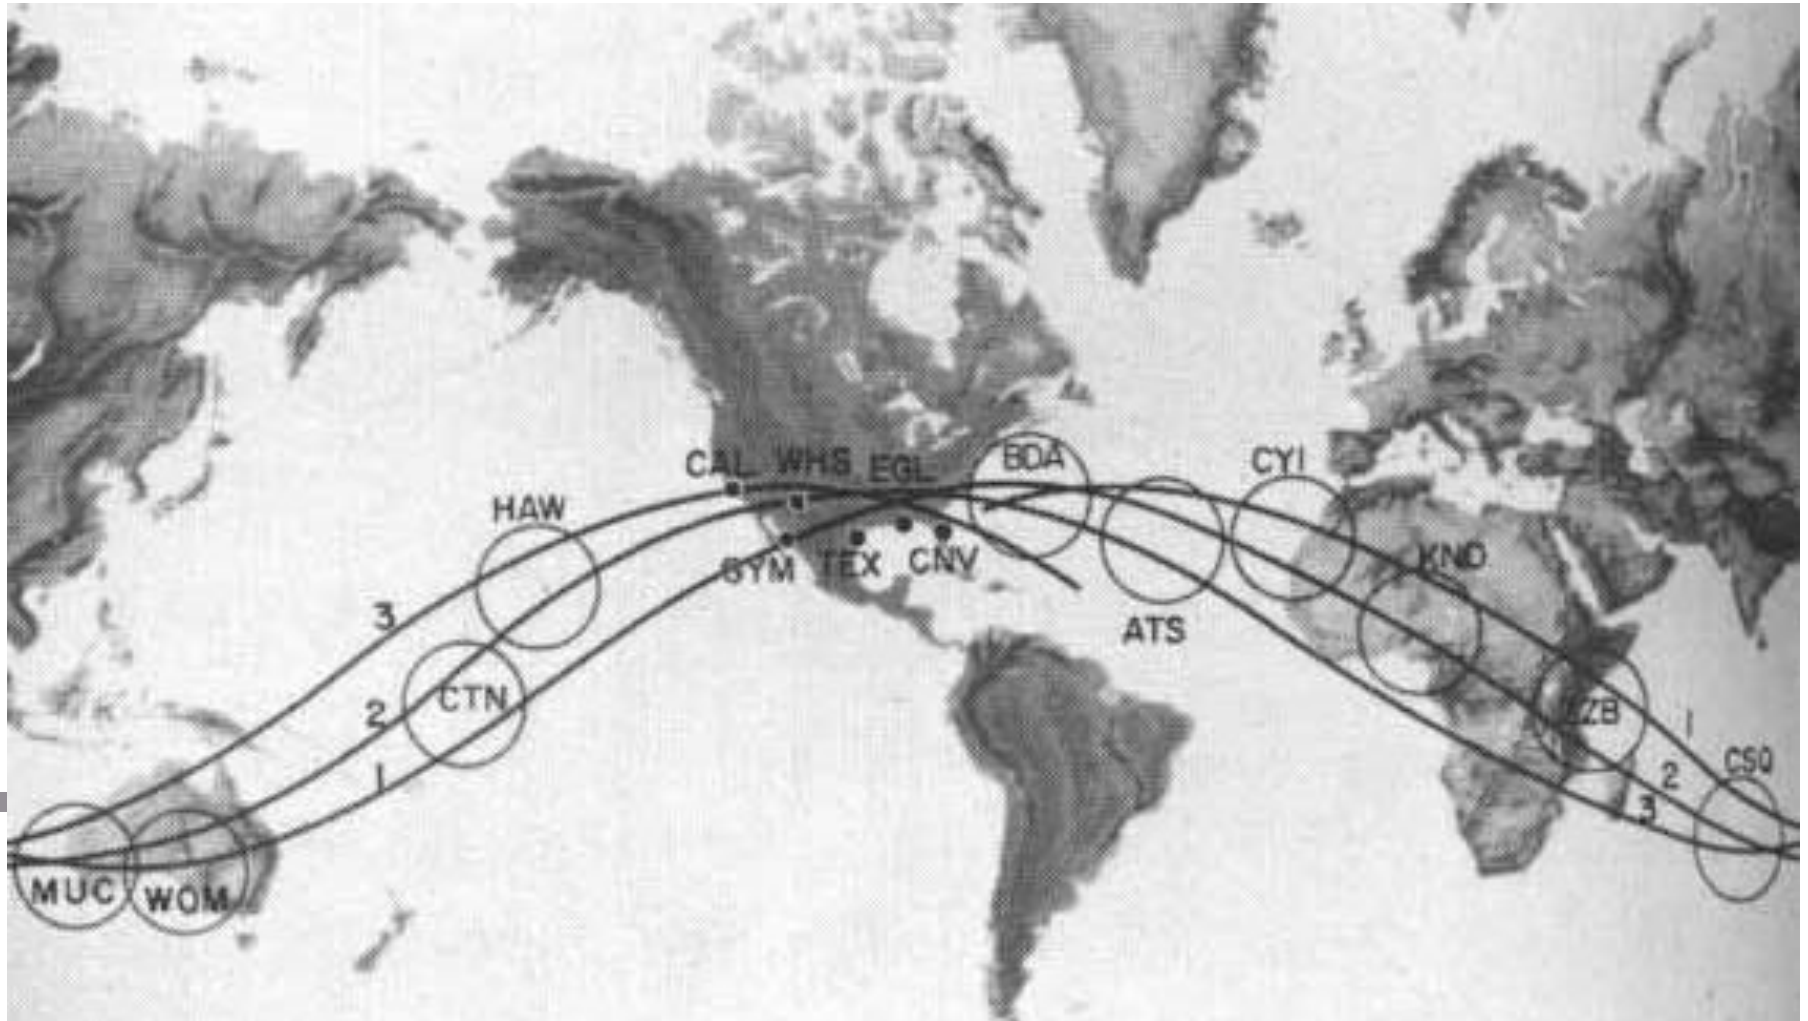 CAL
WHS
EGL
BDA
CYI
HAW
GYM
TEX
CNV
KNO
ATS
3
CTN
2
ZZB
1
2
CSQ
1
3
MUC
WOM